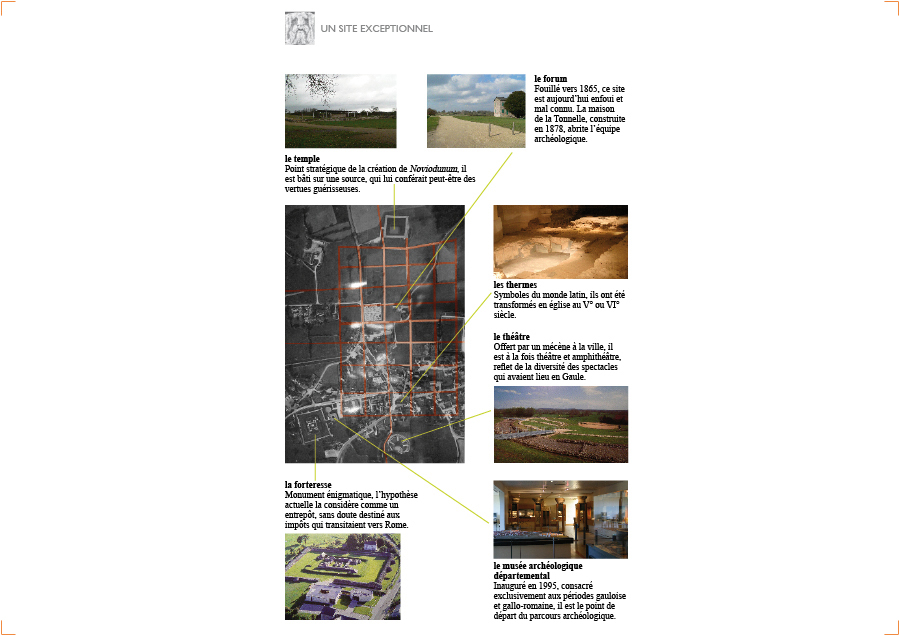 UN SITE EXCEPTIONNEL
le forum
Fouillé vers 1865, ce site
est aujourd'hui enfoui et
mal connu. La maison
de la Tonnelle, construite
en 1878, abrite l'équipe
archéologique.
le temple
Point stratégique de la création de Noviodunum, il
est bâti sur une source, qui lui conférait peut-être des
vertues guérisseuses.
les thermes
Symboles du monde latin, ils ont été
transformés en église au V° ou VI°
siècle.
le théâtre
Offert par un mécène à la ville, il
est à la fois théâtre et amphithéâtre,
reflet de la diversité des spectacles
qui avaient lieu en Gaule.
la forteresse
Monument énigmatique, l'hypothèse
actuelle la considère comme un
entrepôt, sans doute destiné aux
impôts qui transitaient vers Rome.
le musée archéologique
départemental
Inauguré en 1995, consacré
exclusivement aux périodes gauloise
et gallo-romaine, il est le point de
départ du parcours archéologique.